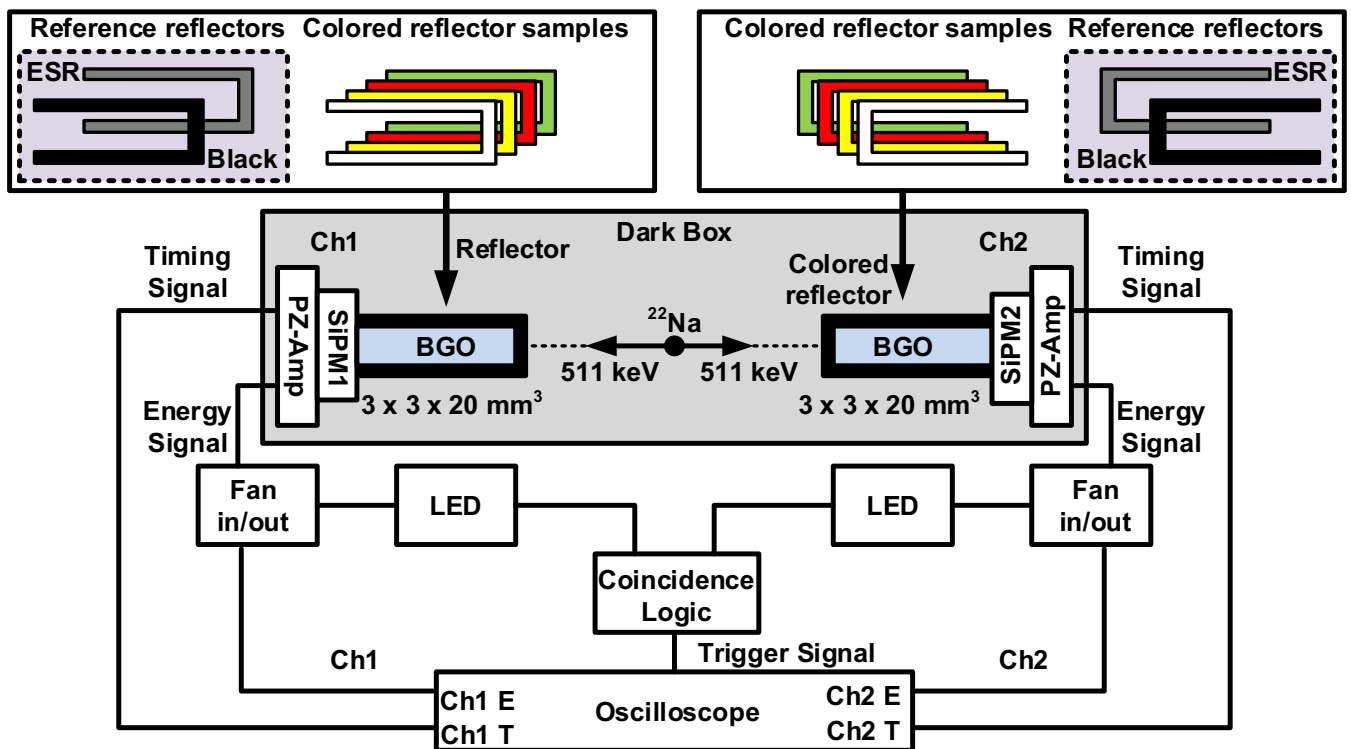 Reference reflectors
Colored reflector samples
ESR
Black
Colored reflector samples
Reference reflectors
ESR
Black
Dark Box
Timing
Signal
Ch1
Reflector
PZ-Amp
SiPM1
BGO
3 x 3 x 20 mm³
²²Na
511 keV
511 keV
Ch2
Colored
reflector
BGO
SiPM2
PZ-Amp
3 x 3 x 20 mm³
Timing
Signal
Energy
Signal
Energy
Signal
Fan
in/out
LED
LED
Fan
in/out
Coincidence
Logic
Ch1
Trigger Signal
Ch2
Ch1 E
Ch1 T
Oscilloscope
Ch2 E
Ch2 T